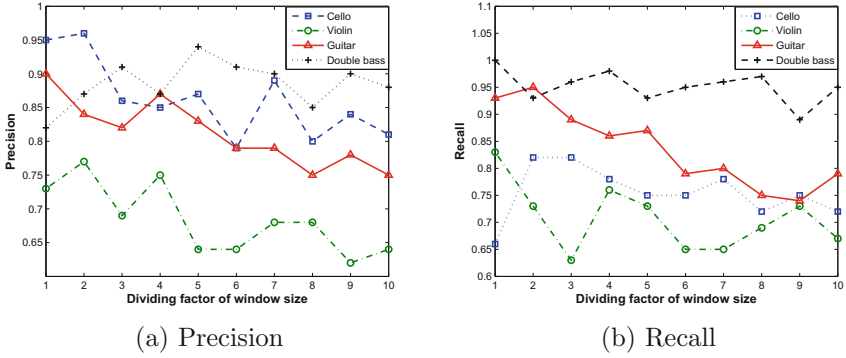 1
0.95
0.9
0.85
0.8
0.75
0.7
0.65
Precision
1 2 3 4 5 6 7 8 9 10
Dividing factor of window size
Cello
Violin
Guitar
Double bass
(a) Precision
1.1
1.05
1
0.95
0.9
0.85
0.8
0.75
0.7
0.65
0.6
Recall
1 2 3 4 5 6 7 8 9 10
Dividing factor of window size
Cello
Violin
Guitar
Double bass
(b) Recall